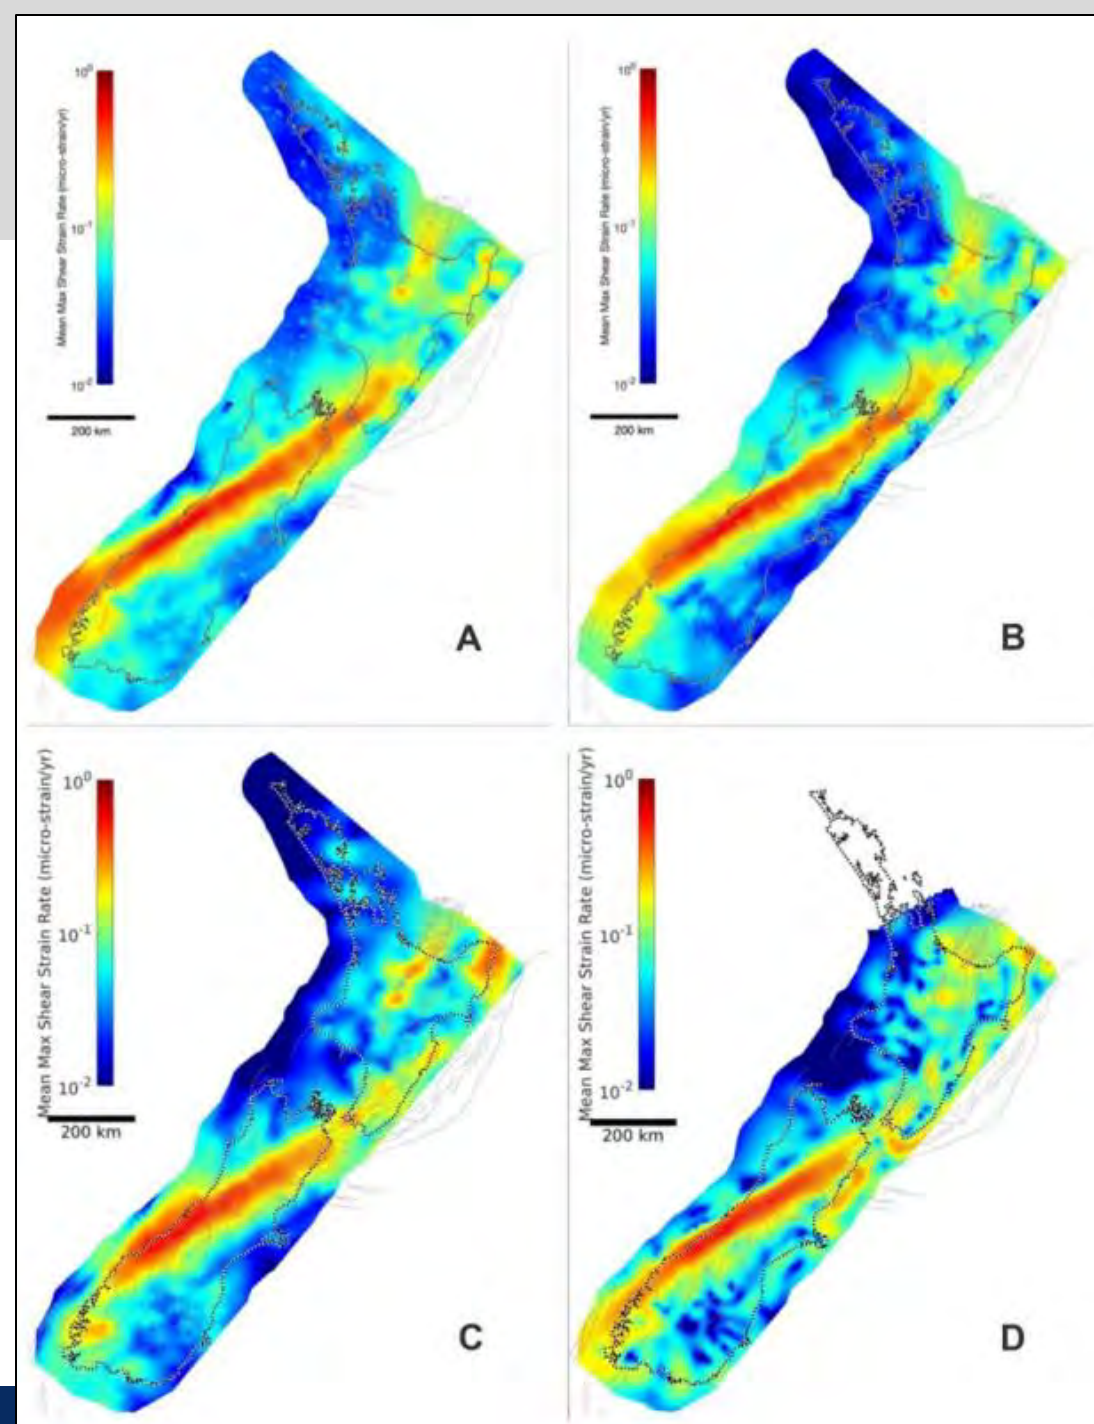 10⁰
10⁻¹
10⁻²
Mean Max Shear Strain Rate (micro-strain/yr)
200 km
A
10⁰
10⁻¹
10⁻²
Mean Max Shear Strain Rate (micro-strain/yr)
200 km
B
10⁰
10⁻¹
10⁻²
Mean Max Shear Strain Rate (micro-strain/yr)
200 km
C
10⁰
10⁻¹
10⁻²
Mean Max Shear Strain Rate (micro-strain/yr)
200 km
D